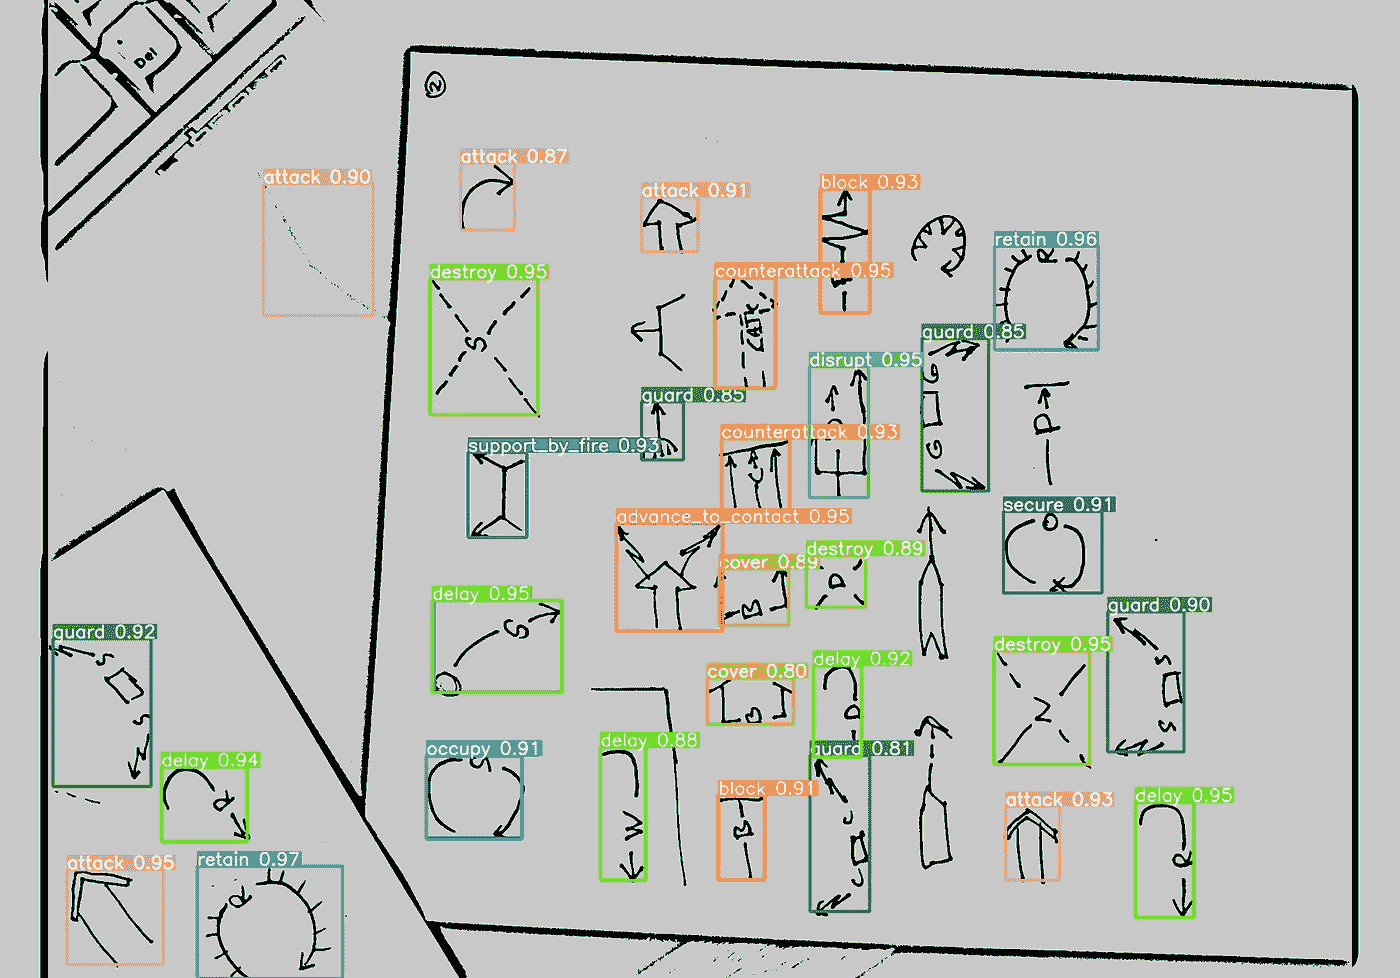 Del
2
attack 0.87
attack 0.90
attack 0.91
block 0.93
retain 0.96
R
destroy 0.95
S
counterattack 0.95
CATK
guard 0.85
G
G
disrupt 0.95
D
guard 0.85
P
support_by_fire 0.93
counterattack 0.93
C
secure 0.91
advance_to_contact 0.95
cover 0.89
B
destroy 0.89
D
delay 0.95
S
guard 0.90
S
S
guard 0.92
S
S
destroy 0.95
N
delay 0.92
D
cover 0.80
B
delay 0.88
W
occupy 0.91
S
guard 0.81
C
C
delay 0.94
R
block 0.91
B
attack 0.93
delay 0.95
R
attack 0.95
retain 0.97
R